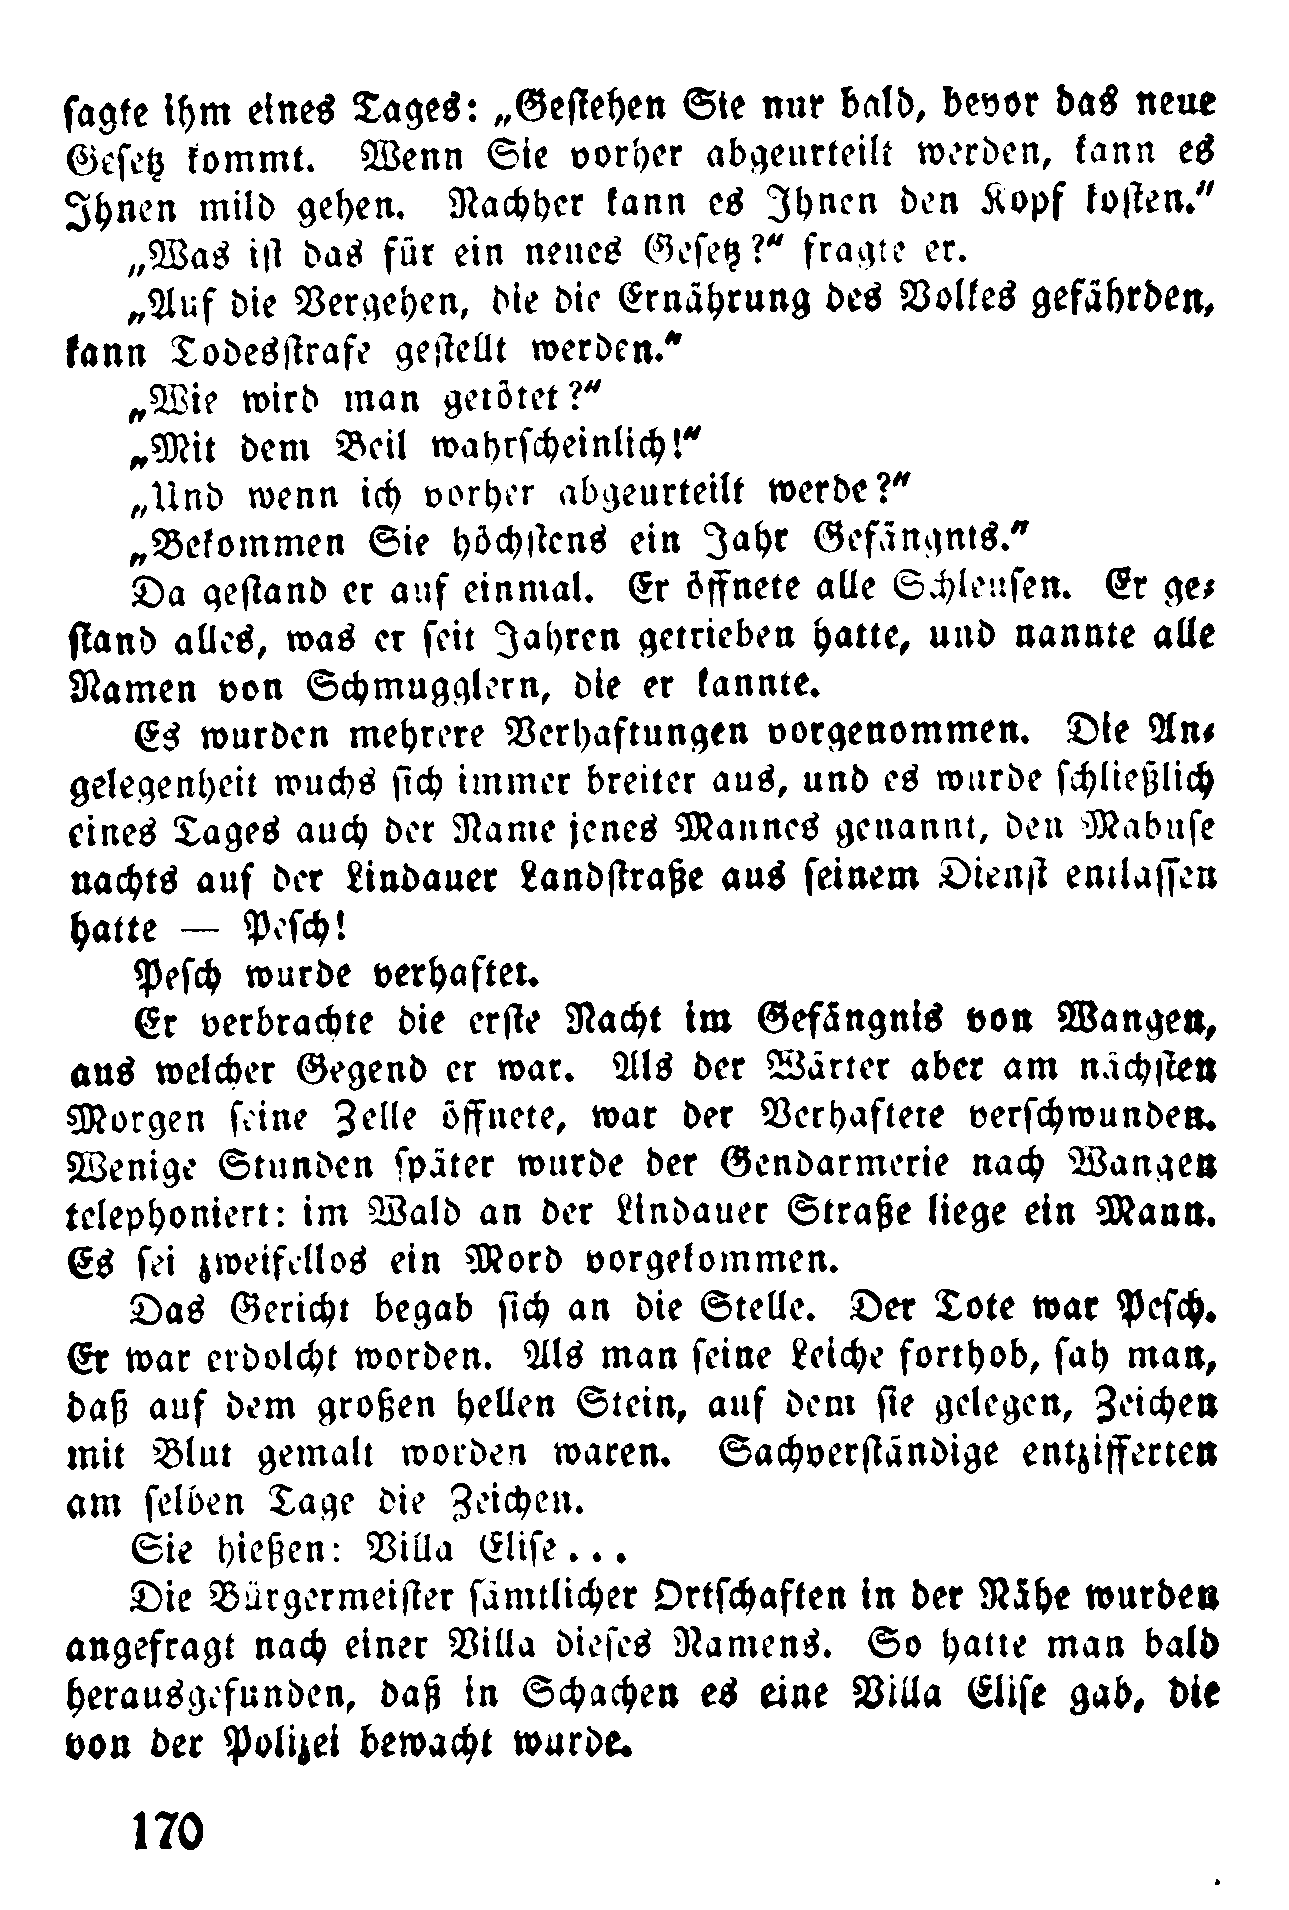 sagte ihm eines Tages: „Gestehen Sie nur bald, bevor das neue
Gesetz kommt. Wenn Sie vorher abgeurteilt werden, kann es
Ihnen mild gehen. Nachher kann es Ihnen den Kopf kosten.“
„Was ist das für ein neues Gesetz?“ fragte er.
„Auf die Vergehen, die die Ernährung des Volkes gefährden,
kann Todesstrafe gestellt werden.“
„Wie wird man getötet?“
„Mit dem Beil wahrscheinlich!“
„Und wenn ich vorher abgeurteilt werde?“
„Bekommen Sie höchstens ein Jahr Gefängnis.“
Da gestand er auf einmal. Er öffnete alle Schleusen. Er ge-
stand alles, was er seit Jahren getrieben hatte, und nannte alle
Namen von Schmugglern, die er kannte.
Es wurden mehrere Verhaftungen vorgenommen. Die An-
gelegenheit wuchs sich immer breiter aus, und es wurde schließlich
eines Tages auch der Name jenes Mannes genannt, den Mabuse
nachts auf der Lindauer Landstraße aus seinem Dienst entlassen
hatte — Pesch!
Pesch wurde verhaftet.
Er verbrachte die erste Nacht im Gefängnis von Wangen,
aus welcher Gegend er war. Als der Wärter aber am nächsten
Morgen seine Zelle öffnete, war der Verhaftete verschwunden.
Wenige Stunden später wurde der Gendarmerie nach Wangen
telephoniert: im Wald an der Lindauer Straße liege ein Mann.
Es sei zweifellos ein Mord vorgekommen.
Das Gericht begab sich an die Stelle. Der Tote war Pesch.
Er war erdolcht worden. Als man seine Leiche forthob, sah man,
daß auf dem großen hellen Stein, auf dem sie gelegen, Zeichen
mit Blut gemalt worden waren. Sachverständige entzifferten
am selben Tage die Zeichen.
Sie hießen: Villa Elise...
Die Bürgermeister sämtlicher Ortschaften in der Nähe wurden
angefragt nach einer Villa dieses Namens. So hatte man bald
herausgefunden, daß in Schachen es eine Villa Elise gab, die
von der Polizei bewacht wurde.
170